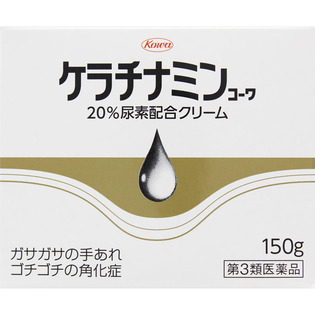 Kowa
ケラチナミンコーワ
20%尿素配合クリーム
ガサガサの手あれ
ゴチゴチの角化症
150g
第3類医薬品